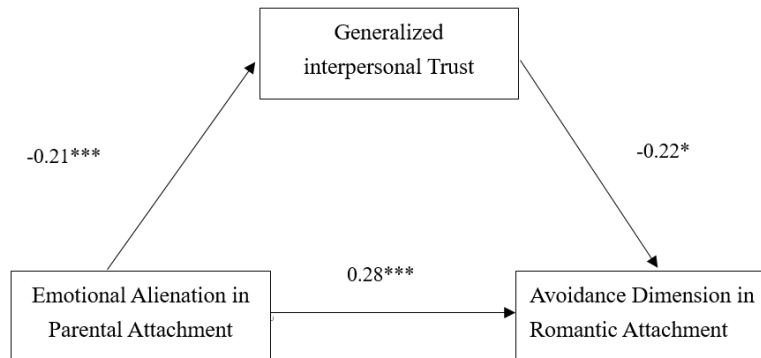 Generalized
interpersonal Trust
-0.21***
-0.22*
0.28***
Emotional Alienation in
Parental Attachment
Avoidance Dimension in
Romantic Attachment